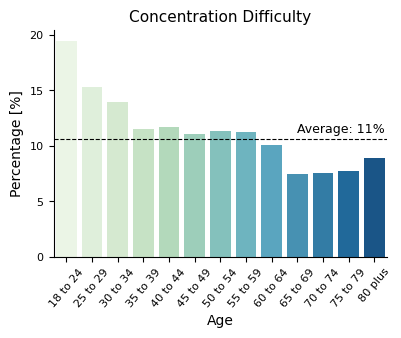 Concentration Difficulty
Percentage [%]
20
15
10
5
0
Average: 11%
18 to 24
25 to 29
30 to 34
35 to 39
40 to 44
45 to 49
50 to 54
55 to 59
60 to 64
65 to 69
70 to 74
75 to 79
80 plus
Age